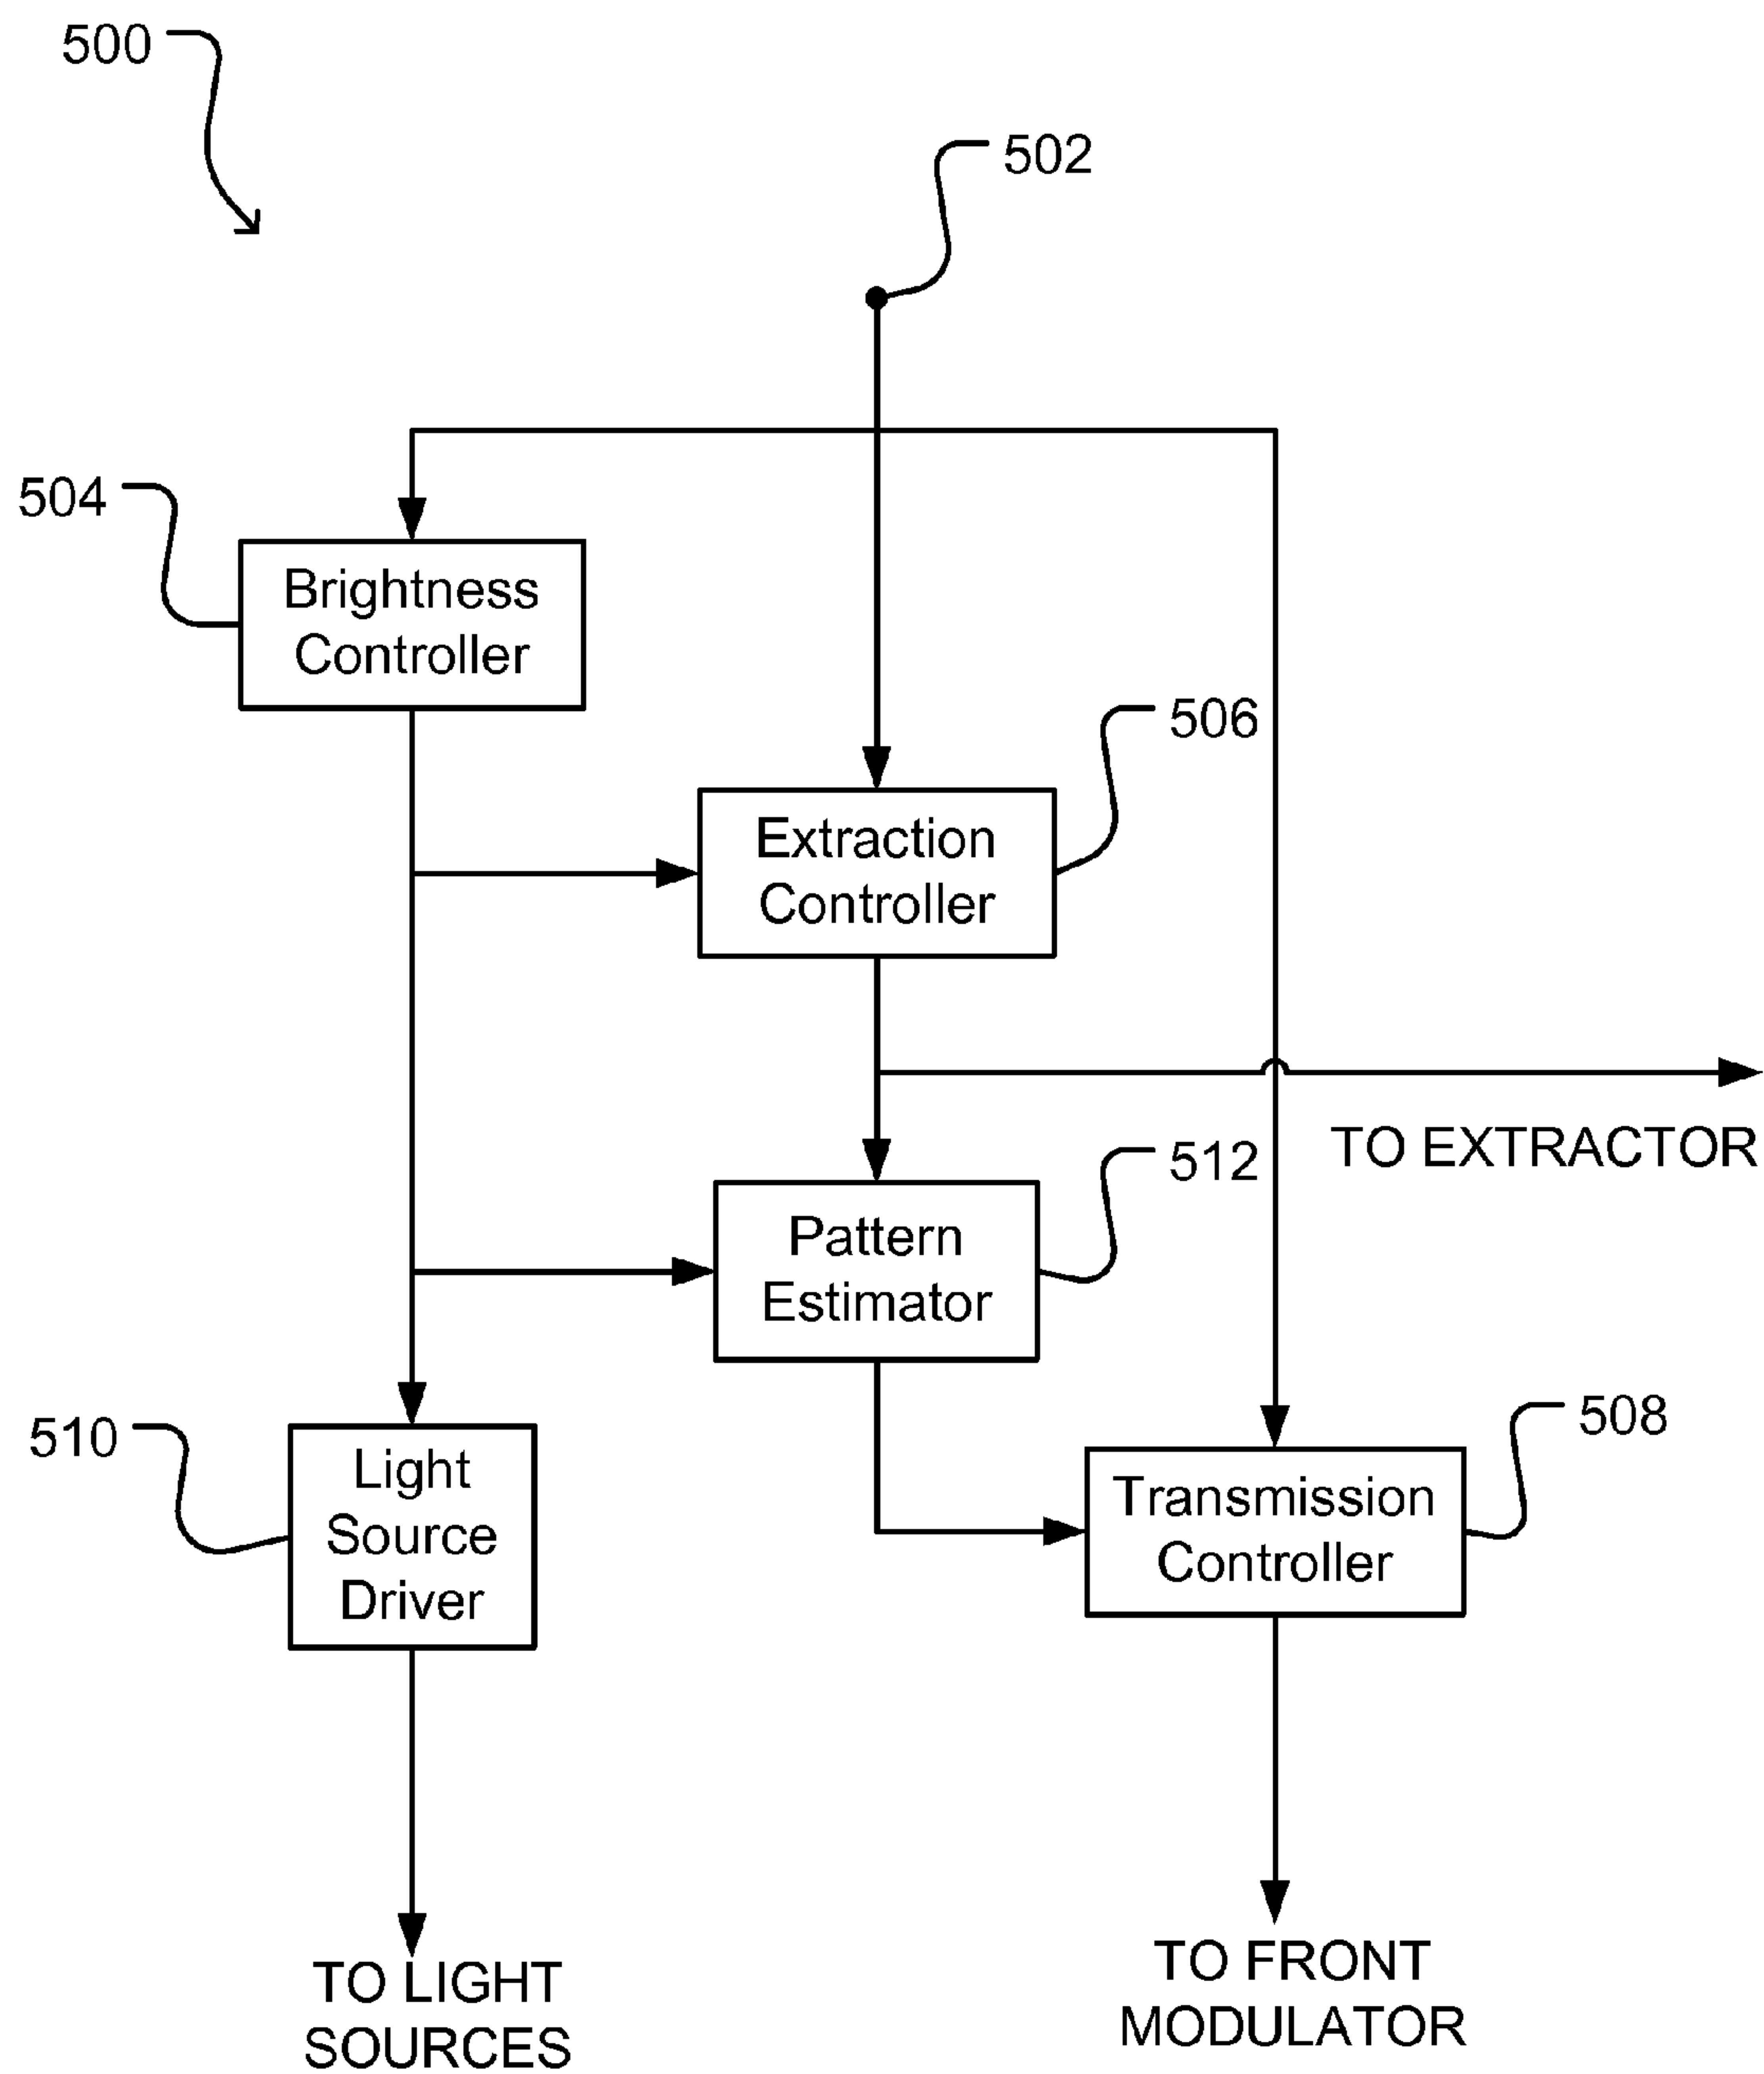 500
502
504
Brightness
Controller
506
Extraction
Controller
TO EXTRACTOR
512
Pattern
Estimator
510
Light
Source
Driver
508
Transmission
Controller
TO LIGHT
SOURCES
TO FRONT
MODULATOR